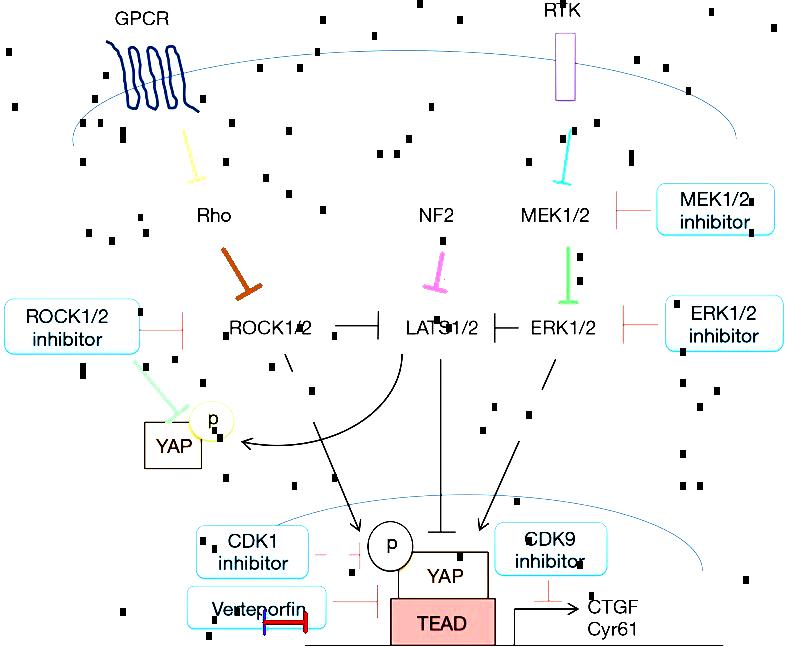 GPCR
RTK
Rho
NF2
MEK1/2
MEK1/2
inhibitor
ROCK1/2
inhibitor
ROCK1/2
LATS1/2
ERK1/2
ERK1/2
inhibitor
p
YAP
CDK1
inhibitor
p
YAP
CDK9
inhibitor
Verteporfin
TEAD
CTGF
Cyr61